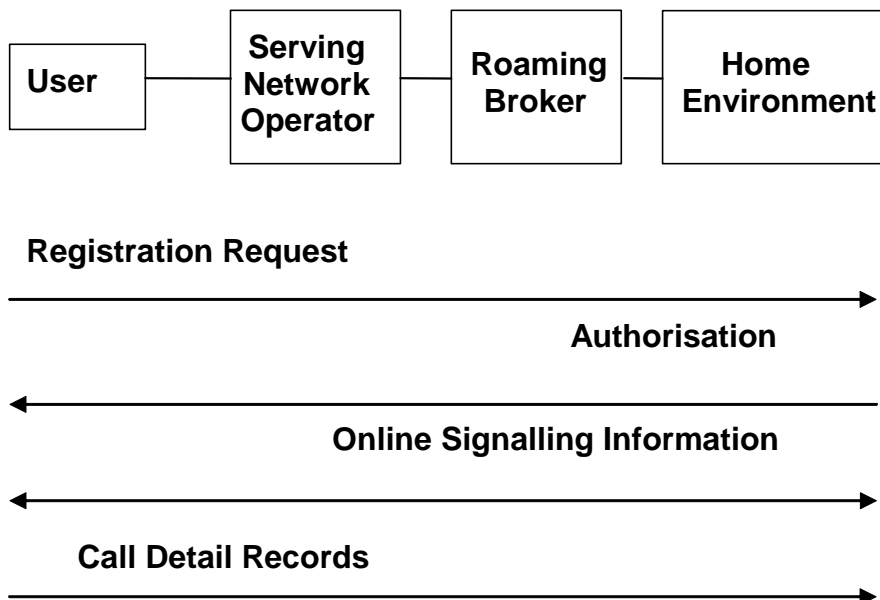 User
Serving
Network
Operator
Roaming
Broker
Home
Environment
Registration Request
Authorisation
Online Signalling Information
Call Detail Records